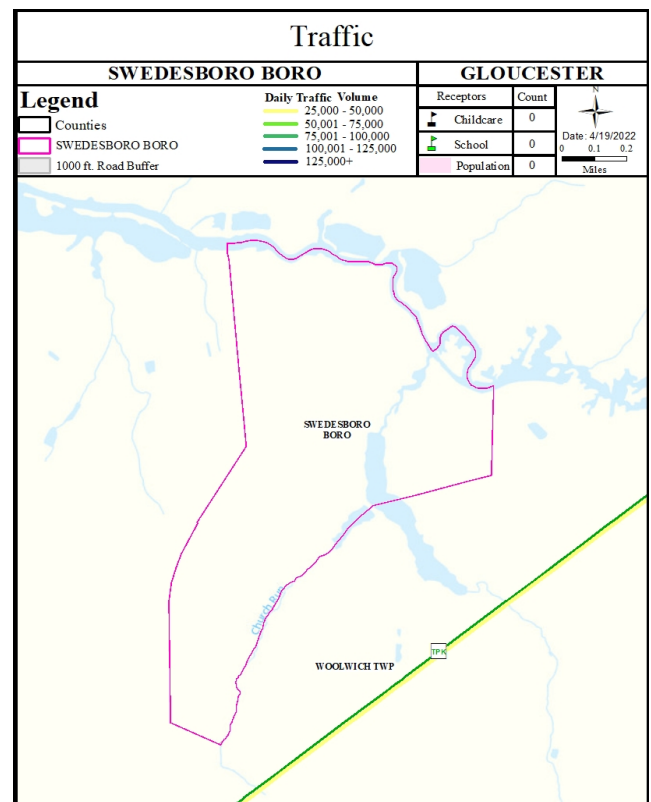 Traffic
SWEDESBORO BORO
GLOUCESTER
Legend
Counties
SWEDESBORO BORO
1000 ft. Road Buffer
Daily Traffic Volume
25,000 - 50,000
50,001 - 75,000
75,001 - 100,000
100,001 - 125,000
125,000+
Receptors Count
Childcare 0
School 0
Population 0
N
Date: 4/19/2022
0 0.1 0.2
Miles
SWEDESBORO
BORO
Church Run
WOOLWICH TWP
TPK